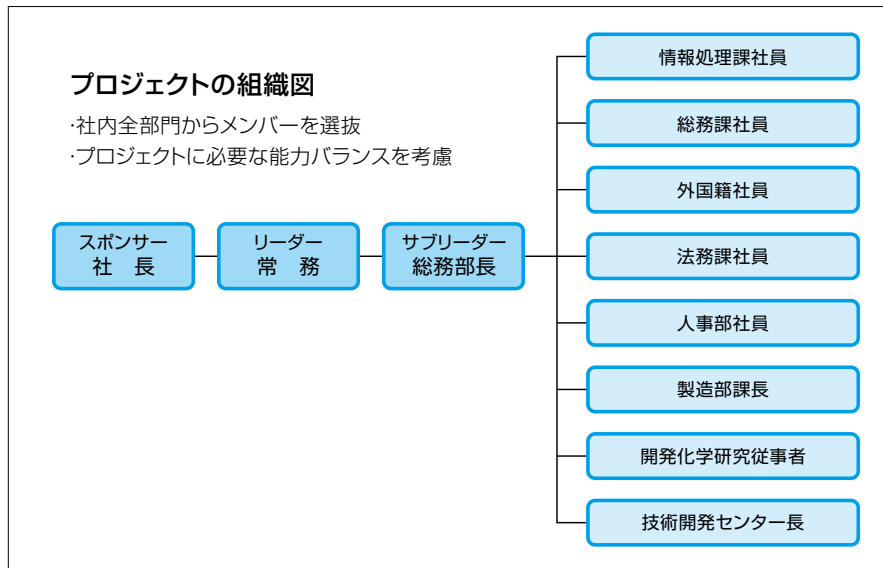 プロジェクトの組織図
·社内全部門からメンバーを選抜
·プロジェクトに必要な能力バランスを考慮
スポンサー
社　長
リーダー
常　務
サブリーダー
総務部長
情報処理課社員
総務課社員
外国籍社員
法務課社員
人事部社員
製造部課長
開発化学研究従事者
技術開発センター長